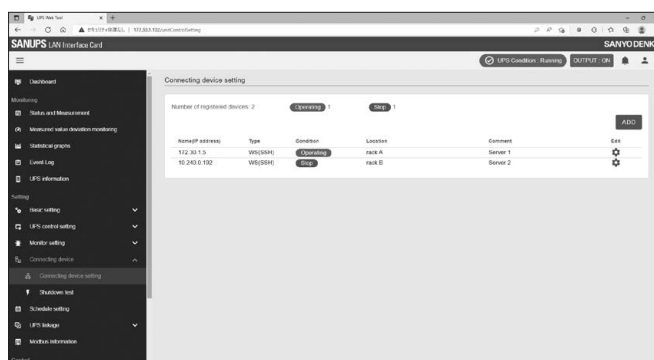 UPS Web Tool
SANUPS LAN Interface Card
SANYO DENKI
UPS Condition : Running
OUTPUT : ON
Dashboard
Monitoring
Status and Measurement
Measured value deviation monitoring
Statistical graphs
Event Log
UPS information
Setting
Basic setting
UPS control setting
Monitor setting
Connecting device
Connecting device setting
Shutdown test
Schedule setting
UPS linkage
Modbus information
Control
Connecting device setting
Number of registered devices: 2 Operating 1 Stop 1
ADD
Name(IP address) Type Condition Location Comment Edit
172.30.1.5 WS(SSH) Operating rack A Server 1
10.240.0.102 WS(SSH) Stop rack B Server 2